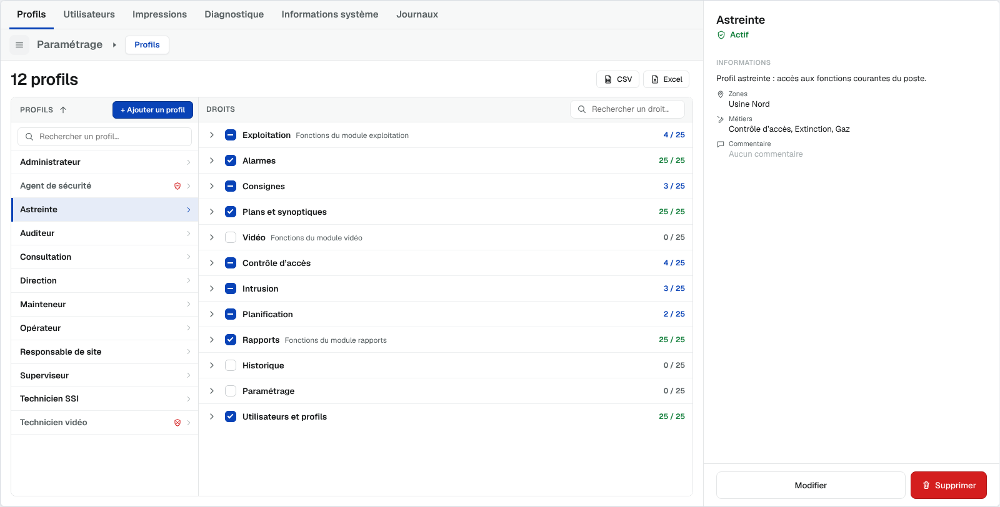 Profils
Utilisateurs
Impressions
Diagnostique
Informations système
Journaux
Paramétrage
Profils
12 profils
CSV
Excel
PROFILS
+ Ajouter un profil
Rechercher un profil...
Administrateur
Agent de sécurité
Astreinte
Auditeur
Consultation
Direction
Mainteneur
Opérateur
Responsable de site
Superviseur
Technicien SSI
Technicien vidéo
DROITS
Rechercher un droit...
Exploitation Fonctions du module exploitation 4 / 25
Alarmes 25 / 25
Consignes 3 / 25
Plans et synoptiques 25 / 25
Vidéo Fonctions du module vidéo 0 / 25
Contrôle d’accès 4 / 25
Intrusion 3 / 25
Planification 2 / 25
Rapports Fonctions du module rapports 25 / 25
Historique 0 / 25
Paramétrage 0 / 25
Utilisateurs et profils 25 / 25
Astreinte
Actif
INFORMATIONS
Profil astreinte : accès aux fonctions courantes du poste.
Zones
Usine Nord
Métiers
Contrôle d’accès, Extinction, Gaz
Commentaire
Aucun commentaire
Modifier
Supprimer